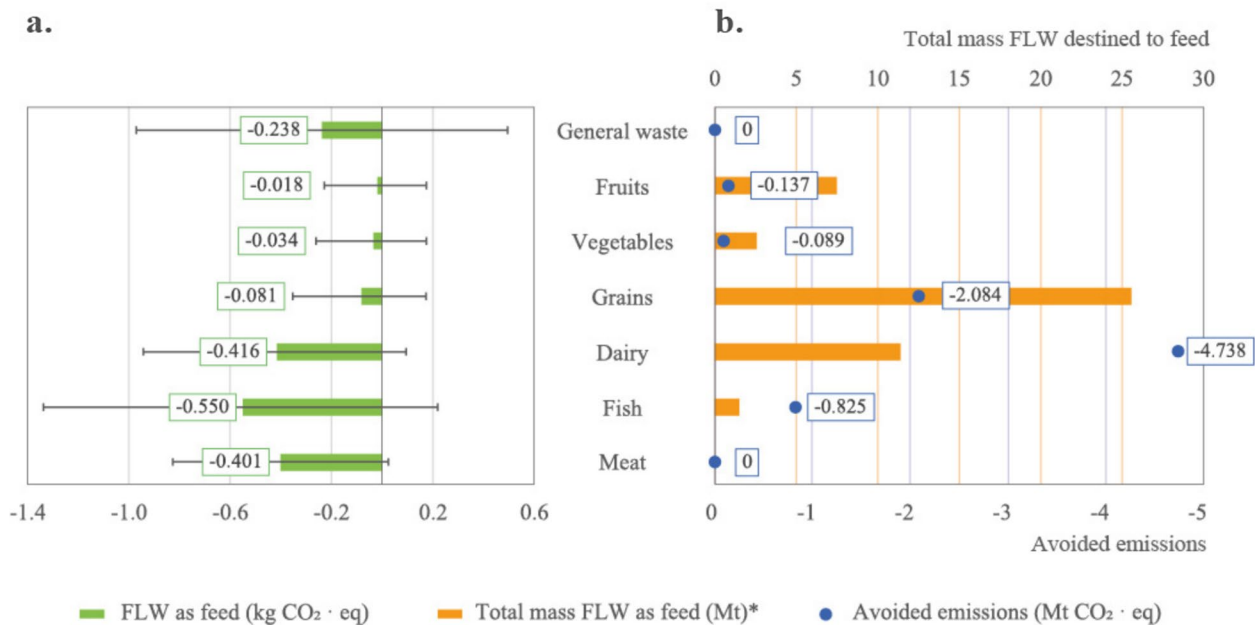 a.
b.
Total mass FLW destined to feed
0 5 10 15 20 25 30
-0.238 General waste 0
-0.018 Fruits -0.137
-0.034 Vegetables -0.089
-0.081 Grains -2.084
-0.416 Dairy -4.738
-0.550 Fish -0.825
-0.401 Meat 0
-1.4 -1.0 -0.6 -0.2 0.2 0.6
0 -1 -2 -3 -4 -5
Avoided emissions
FLW as feed (kg CO₂ · eq) Total mass FLW as feed (Mt)* Avoided emissions (Mt CO₂ · eq)